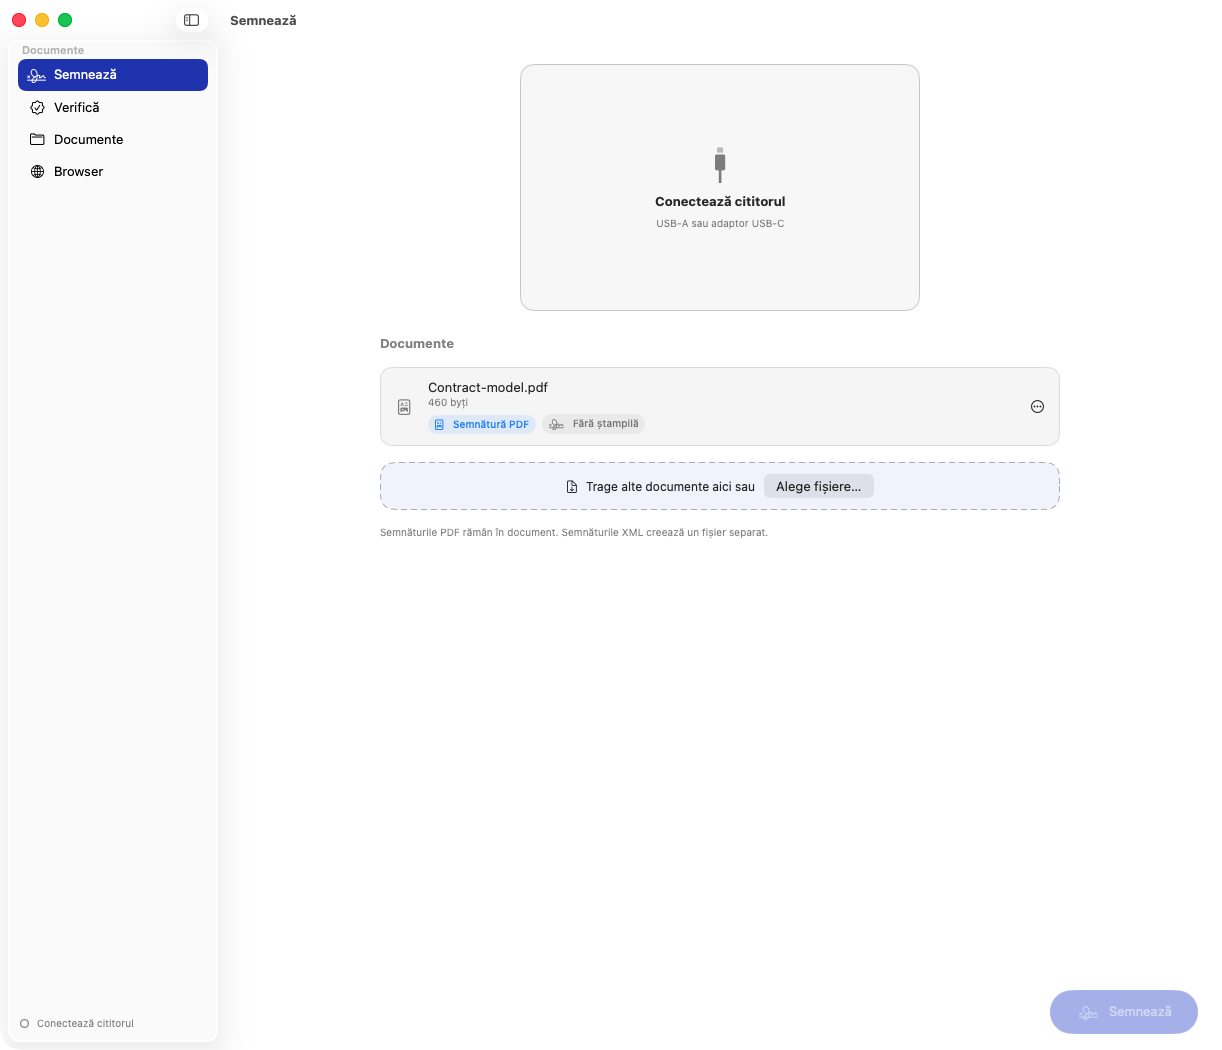 Semnează
Documente
Semnează
Verifică
Documente
Browser
Conectează cititorul
USB-A sau adaptor USB-C
Documente
Contract-model.pdf
460 byți
Semnătură PDF
Fără ștampilă
Trage alte documente aici sau
Alege fișiere...
Semnăturile PDF rămân în document. Semnăturile XML creează un fișier separat.
Conectează cititorul
Semnează